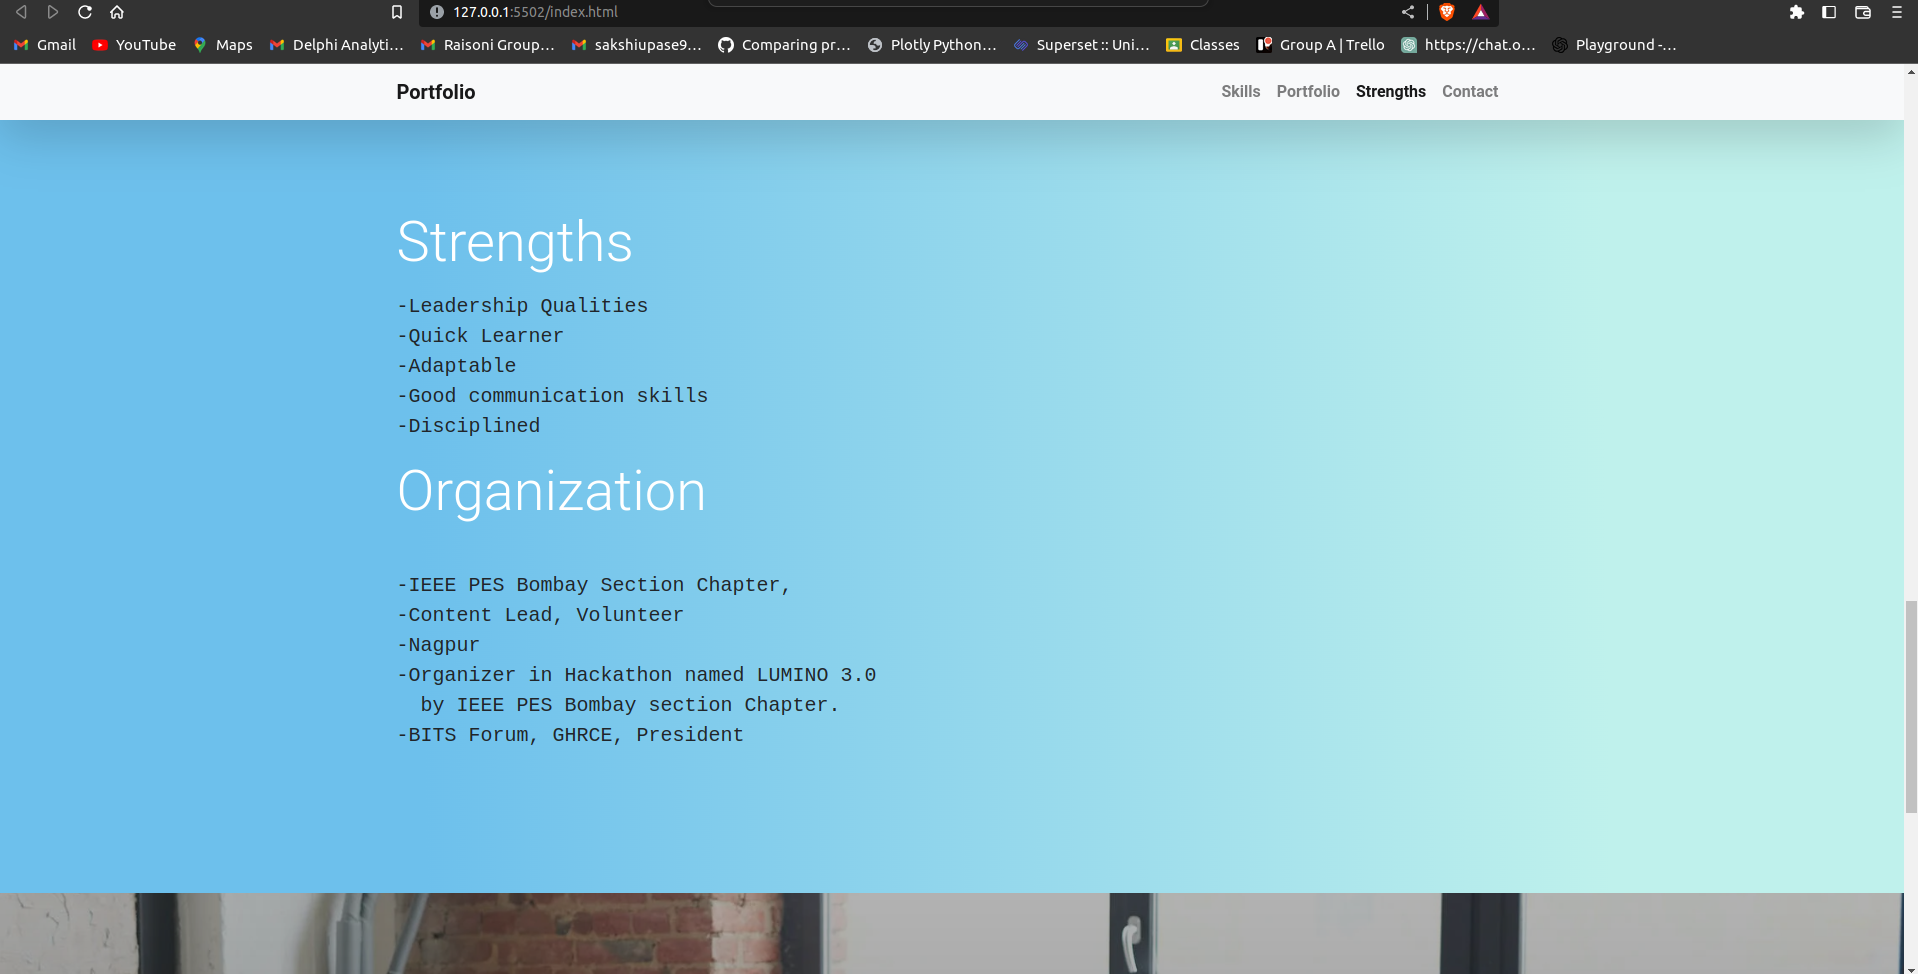 127.0.0.1:5502/index.html
Gmail YouTube Maps Delphi Analyti… Raisoni Group… sakshiupase9… Comparing pr… Plotly Python… Superset :: Uni… Classes Group A | Trello https://chat.o… Playground -…
Portfolio Skills Portfolio Strengths Contact
Strengths
-Leadership Qualities
-Quick Learner
-Adaptable
-Good communication skills
-Disciplined
Organization
-IEEE PES Bombay Section Chapter,
-Content Lead, Volunteer
-Nagpur
-Organizer in Hackathon named LUMINO 3.0
by IEEE PES Bombay section Chapter.
-BITS Forum, GHRCE, President